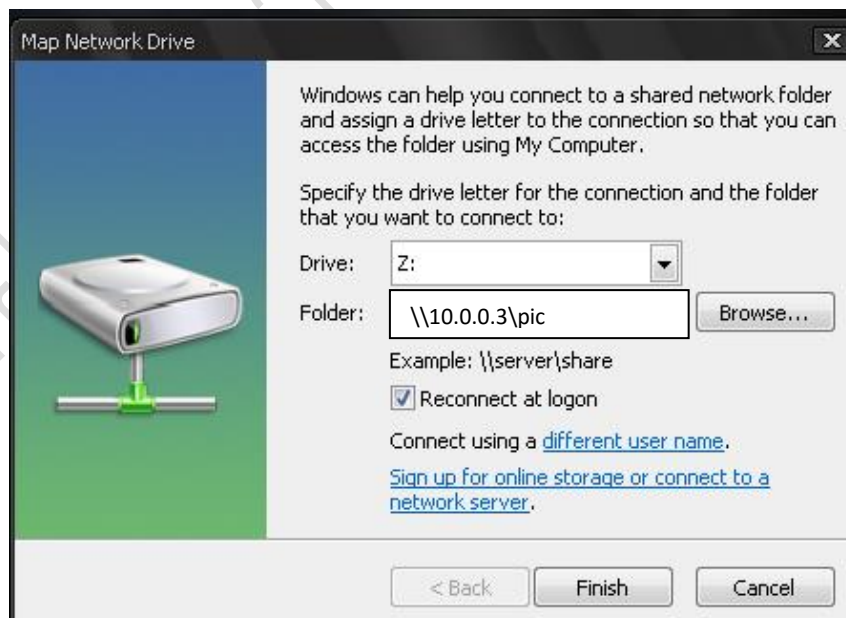 Map Network Drive
Windows can help you connect to a shared network folder
and assign a drive letter to the connection so that you can
access the folder using My Computer.
Specify the drive letter for the connection and the folder
that you want to connect to:
Drive: Z:
Folder: \\10.0.0.3\pic Browse...
Example: \\server\share
Reconnect at logon
Connect using a different user name.
Sign up for online storage or connect to a
network server.
< Back Finish Cancel